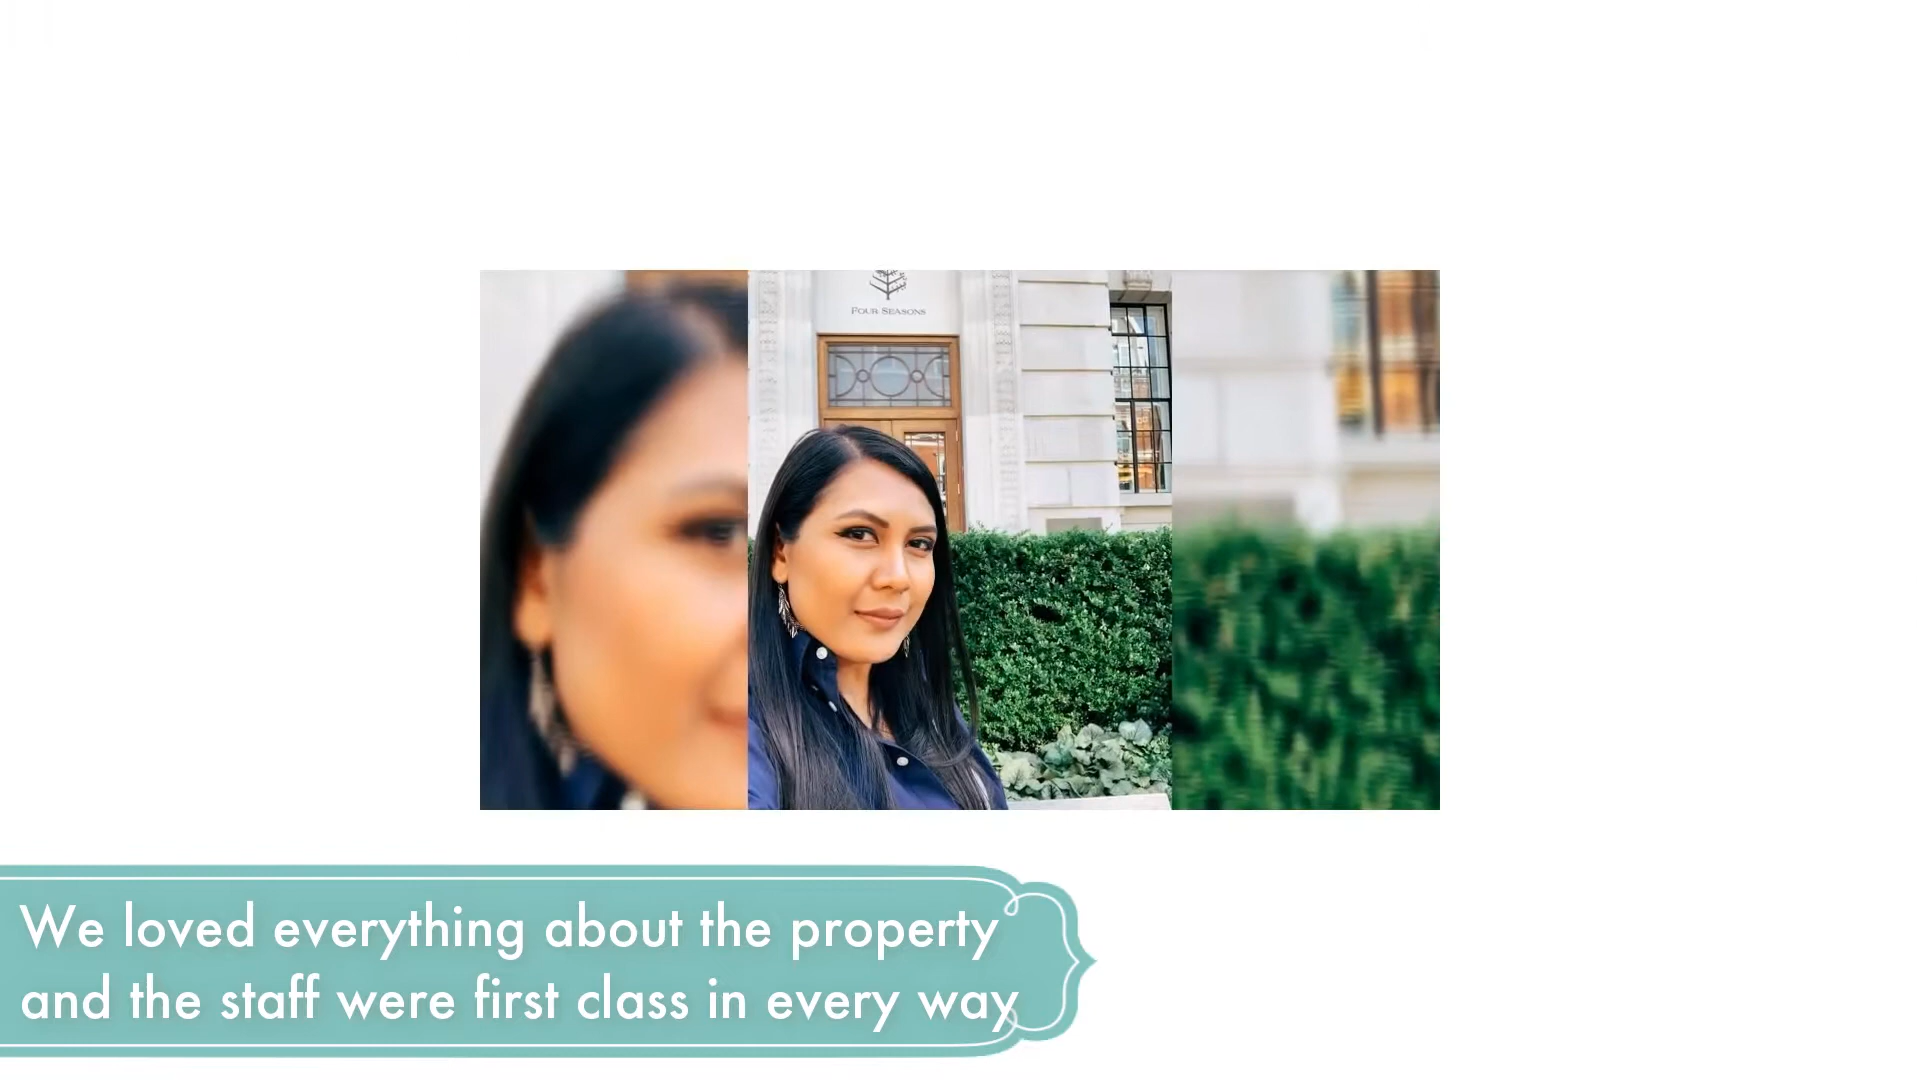 FOUR SEASONS
We loved everything about the property
and the staff were first class in every way